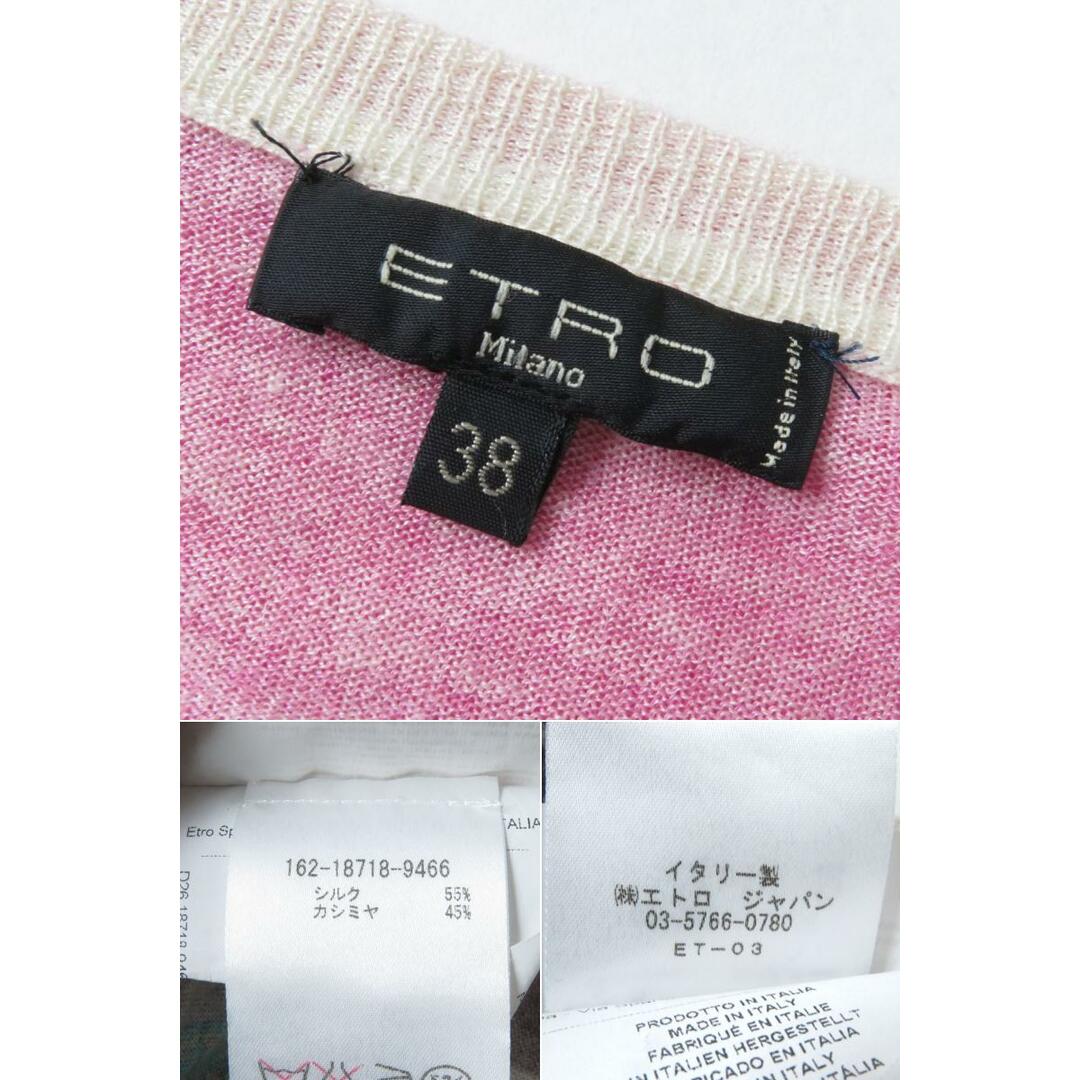 ETRO
Milano
Made in Italy
38
Etro
162-18718-9466
シルク 55%
カシミヤ 45%
イタリー製
㈱エトロ ジャパン
03-5766-0780
ET-03
PRODOTTO IN ITALIA
MADE IN ITALY
FABRIQUÉ EN ITALIE
IN ITALIEN HERGESTELLT
EN ITALIA
IN ITALY